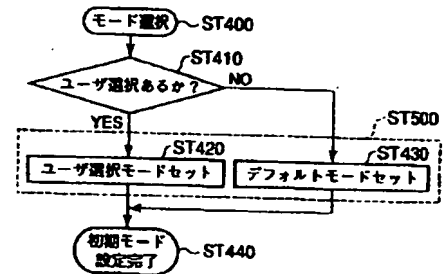 モード選択 ST400
ST410
ユーザ選択あるか? NO
YES ST500
ST420 ST430
ユーザ選択モードセット デフォルトモードセット
初期モード
設定完了 ST440